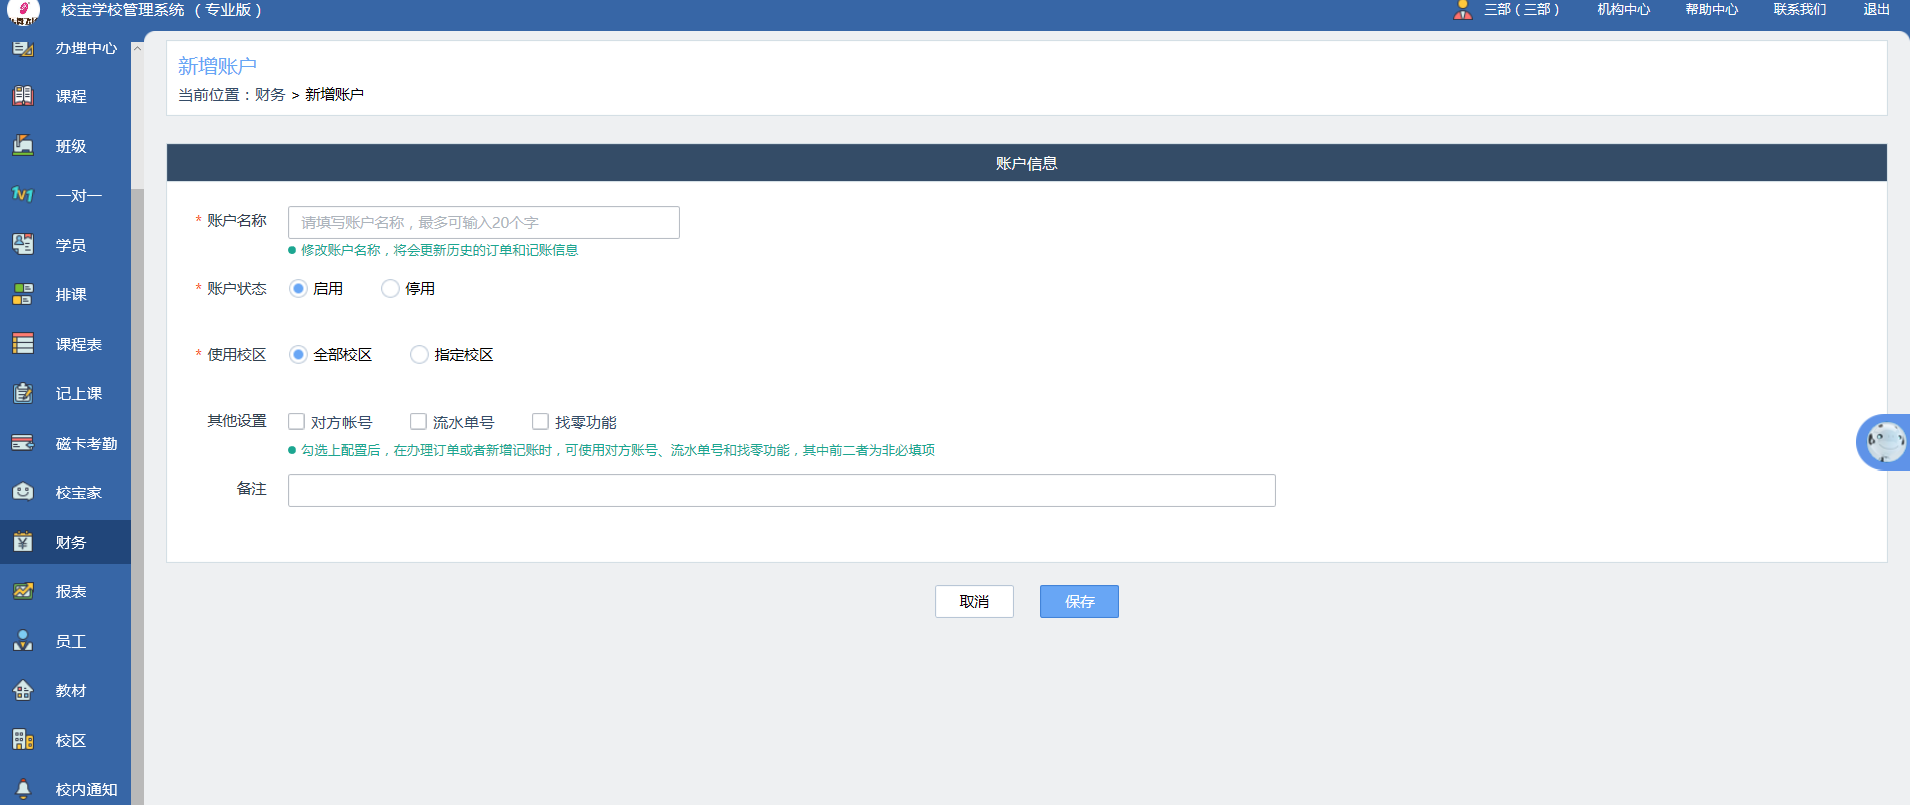 校宝学校管理系统 （专业版）
三部（三部） 机构中心 帮助中心 联系我们 退出
办理中心
课程
班级
一对一
学员
排课
课程表
记上课
磁卡考勤
校宝家
财务
报表
员工
教材
校区
校内通知
新增账户
当前位置：财务 > 新增账户
账户信息
* 账户名称 请填写账户名称，最多可输入20个字
● 修改账户名称，将会更新历史的订单和记账信息
* 账户状态 启用 停用
* 使用校区 全部校区 指定校区
其他设置 对方帐号 流水单号 找零功能
● 勾选上配置后，在办理订单或者新增记账时，可使用对方账号、流水单号和找零功能，其中前二者为非必填项
备注
取消 保存